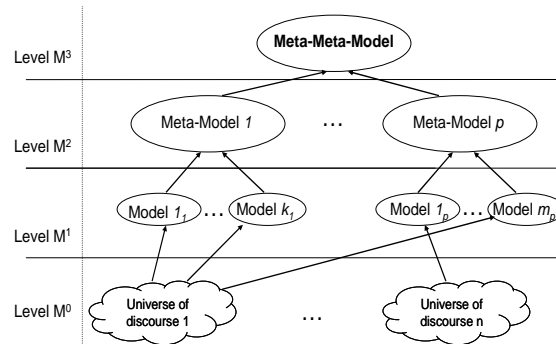 Meta-Meta-Model
Level M³
Meta-Model 1
...
Meta-Model p
Level M²
Model 1₁
...
Model k₁
Model 1ₚ
...
Model mₚ
Level M¹
Universe of
discourse 1
...
Universe of
discourse n
Level M⁰